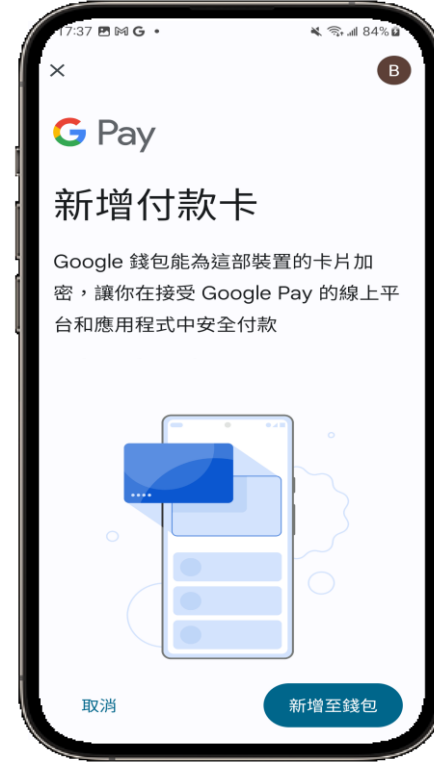 17:37 G 84%
B
G Pay
新增付款卡
Google 錢包能為這部裝置的卡片加
密，讓你在接受 Google Pay 的線上平
台和應用程式中安全付款
取消 新增至錢包